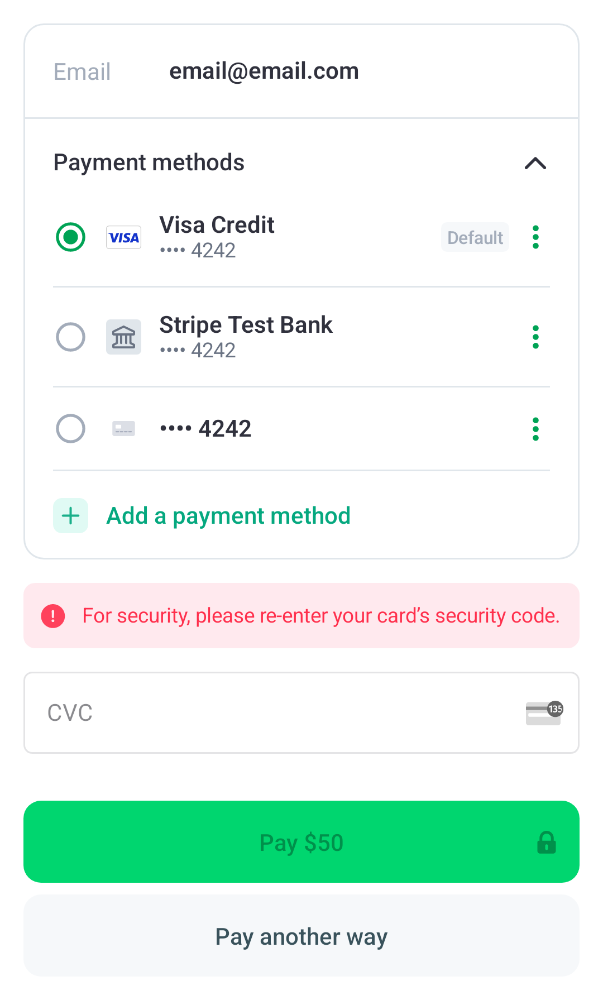 Email email@email.com
Payment methods
VISA Visa Credit Default
•••• 4242
Stripe Test Bank
•••• 4242
•••• 4242
+ Add a payment method
! For security, please re-enter your card’s security code.
CVC 135
Pay $50
Pay another way